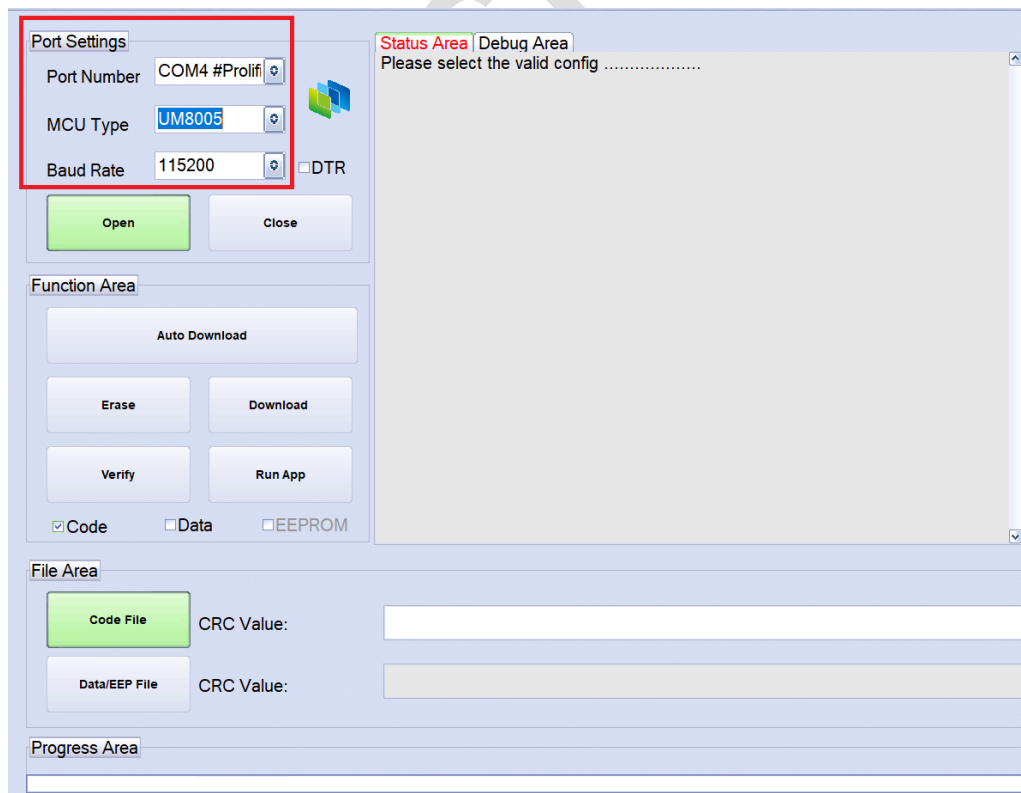 Port Settings
Port Number COM4 #Prolifi
MCU Type UM8005
Baud Rate 115200 DTR
Open Close
Status Area Debug Area
Please select the valid config ...................
Function Area
Auto Download
Erase Download
Verify Run App
Code Data EEPROM
File Area
Code File CRC Value:
Data/EEP File CRC Value:
Progress Area